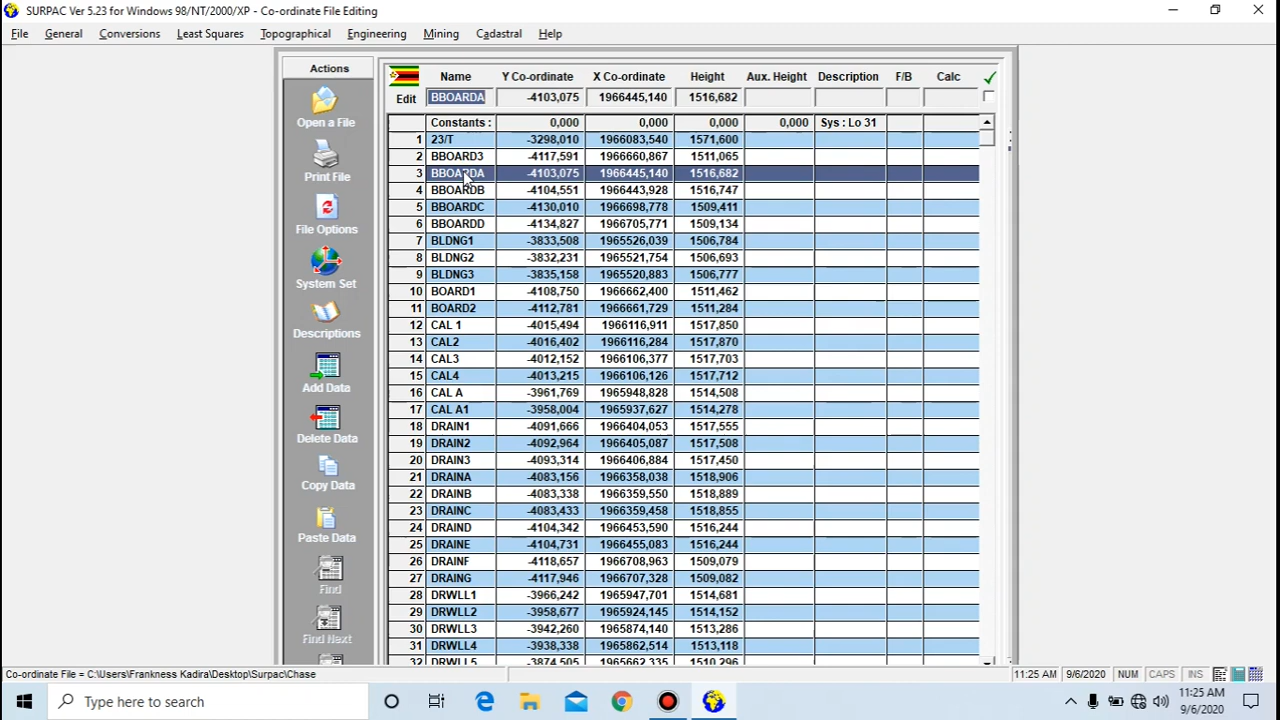 SURPAC Ver 5.23 for Windows 98/NT/2000/XP - Co-ordinate File Editing
File General Conversions Least Squares Topographical Engineering Mining Cadastral Help
Actions
Open a File
Print File
File Options
System Set
Descriptions
Add Data
Delete Data
Copy Data
Paste Data
Find
Find Next
Name Y Co-ordinate X Co-ordinate Height Aux. Height Description F/B Calc
Edit BBOARDA -4103,075 1966445,140 1516,682
Constants : 0,000 0,000 0,000 0,000 Sys : Lo 31
1 23/T -3298,010 1966083,540 1571,600
2 BBOARD3 -4117,591 1966660,867 1511,065
3 BBOARDA -4103,075 1966445,140 1516,682
4 BBOARDB -4104,551 1966443,928 1516,747
5 BBOARDC -4130,010 1966698,778 1509,411
6 BBOARDD -4134,827 1966705,771 1509,134
7 BLDNG1 -3833,508 1965526,039 1506,784
8 BLDNG2 -3832,231 1965521,754 1506,693
9 BLDNG3 -3835,158 1965520,883 1506,777
10 BOARD1 -4108,750 1966662,400 1511,462
11 BOARD2 -4112,781 1966661,729 1511,284
12 CAL 1 -4015,494 1966116,911 1517,850
13 CAL2 -4016,402 1966116,284 1517,870
14 CAL3 -4012,152 1966106,377 1517,703
15 CAL4 -4013,215 1966106,126 1517,712
16 CAL A -3961,769 1965948,828 1514,508
17 CAL A1 -3958,004 1965937,627 1514,278
18 DRAIN1 -4091,666 1966404,053 1517,555
19 DRAIN2 -4092,964 1966405,087 1517,508
20 DRAIN3 -4093,314 1966406,884 1517,450
21 DRAINA -4083,156 1966358,038 1518,906
22 DRAINB -4083,338 1966359,550 1518,889
23 DRAINC -4083,433 1966359,458 1518,855
24 DRAIND -4104,342 1966453,590 1516,244
25 DRAINE -4104,731 1966455,083 1516,244
26 DRAINF -4118,657 1966708,963 1509,079
27 DRAING -4117,946 1966707,328 1509,082
28 DRWLL1 -3966,242 1965947,701 1514,681
29 DRWLL2 -3958,677 1965924,145 1514,152
30 DRWLL3 -3942,260 1965874,140 1513,286
31 DRWLL4 -3938,338 1965862,514 1513,118
32 DRWLL5 -3874,505 1965662,335 1510,296
Co-ordinate File = C:\Users\Frankness Kadira\Desktop\Surpac\Chase 11:25 AM 9/6/2020 NUM CAPS INS
Type here to search
11:25 AM
9/6/2020